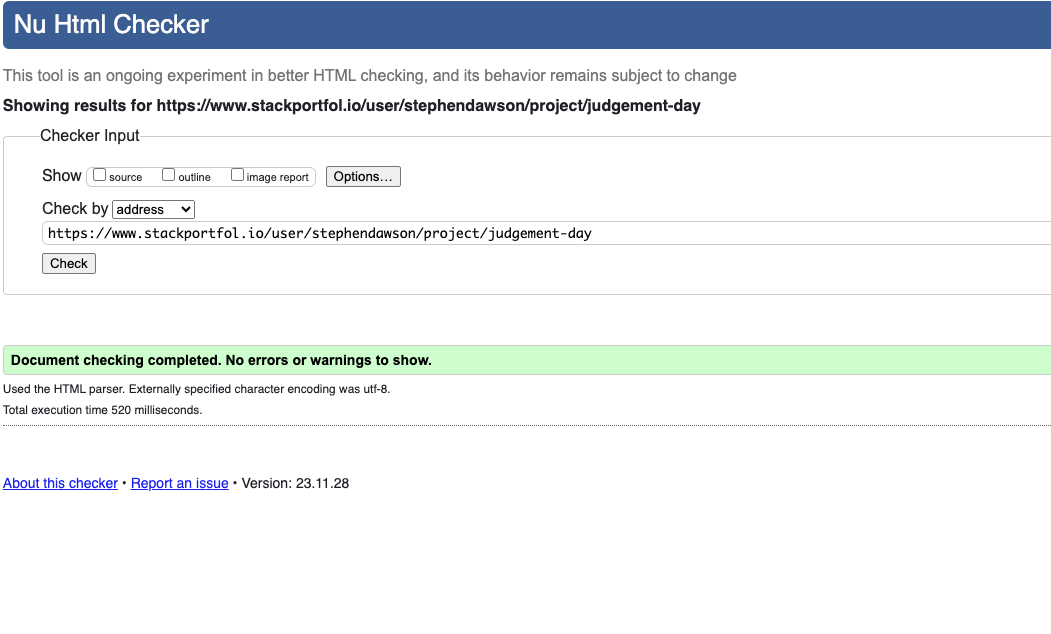 Nu Html Checker
This tool is an ongoing experiment in better HTML checking, and its behavior remains subject to change
Showing results for https://www.stackportfol.io/user/stephendawson/project/judgement-day
Checker Input
Show source outline image report Options...
Check by address
https://www.stackportfol.io/user/stephendawson/project/judgement-day
Check
Document checking completed. No errors or warnings to show.
Used the HTML parser. Externally specified character encoding was utf-8.
Total execution time 520 milliseconds.
About this checker • Report an issue • Version: 23.11.28